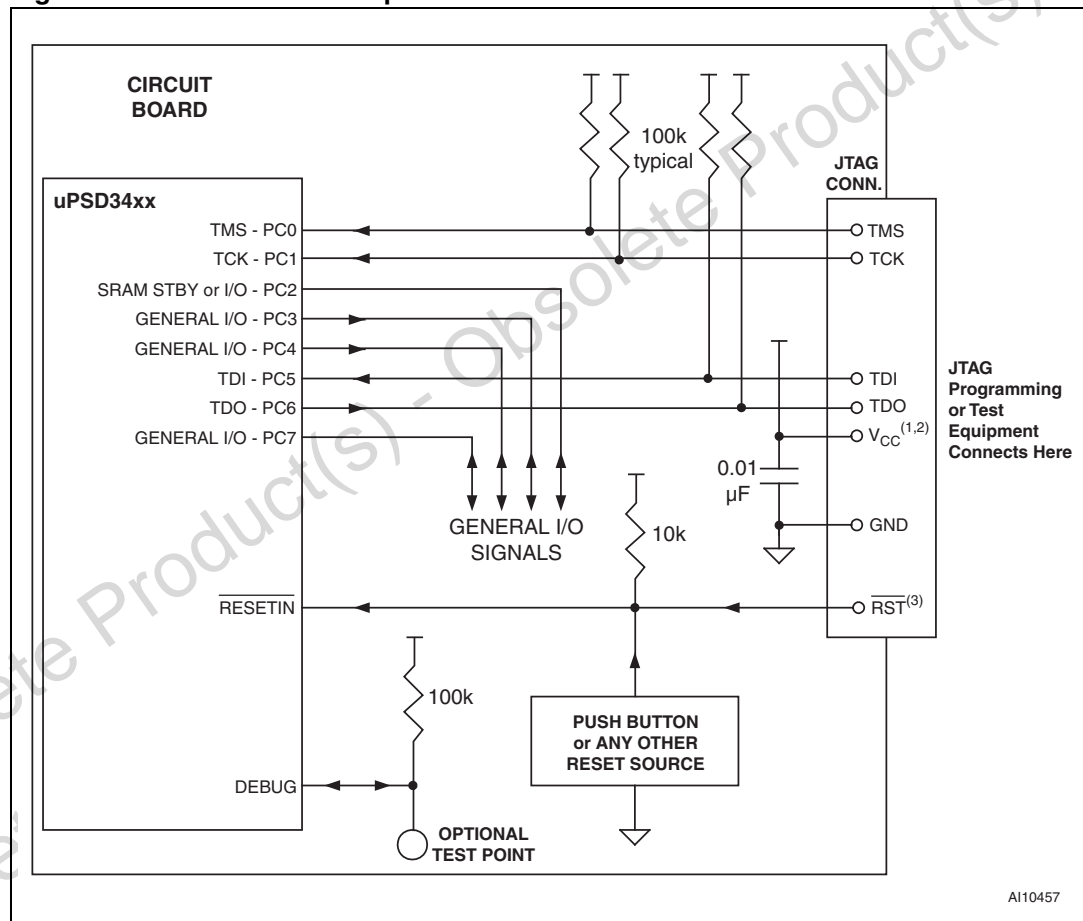 CIRCUIT
BOARD
100k
typical
JTAG
CONN.
uPSD34xx
TMS - PC0
TCK - PC1
SRAM STBY or I/O - PC2
GENERAL I/O - PC3
GENERAL I/O - PC4
TDI - PC5
TDO - PC6
GENERAL I/O - PC7
TMS
TCK
TDI
TDO
VCC(1,2)
GND
RST(3)
JTAG
Programming
or Test
Equipment
Connects Here
0.01
µF
GENERAL I/O
SIGNALS
10k
RESETIN
100k
PUSH BUTTON
or ANY OTHER
RESET SOURCE
DEBUG
OPTIONAL
TEST POINT
AI10457
Product(s) - Obsolete Product(s)